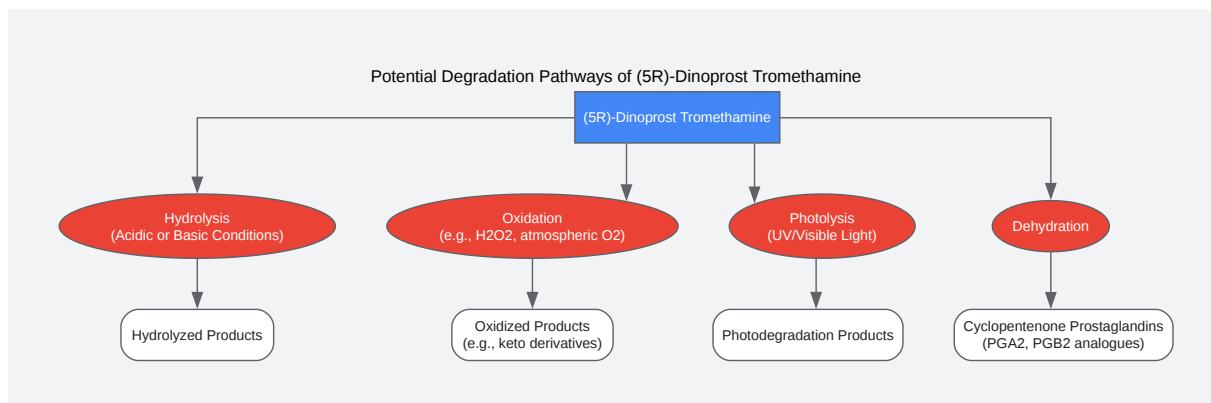 Potential Degradation Pathways of (5R)-Dinoprost Tromethamine
(5R)-Dinoprost Tromethamine
Hydrolysis
(Acidic or Basic Conditions)
Oxidation
(e.g., H2O2, atmospheric O2)
Photolysis
(UV/Visible Light)
Dehydration
Hydrolyzed Products
Oxidized Products
(e.g., keto derivatives)
Photodegradation Products
Cyclopentenone Prostaglandins
(PGA2, PGB2 analogues)